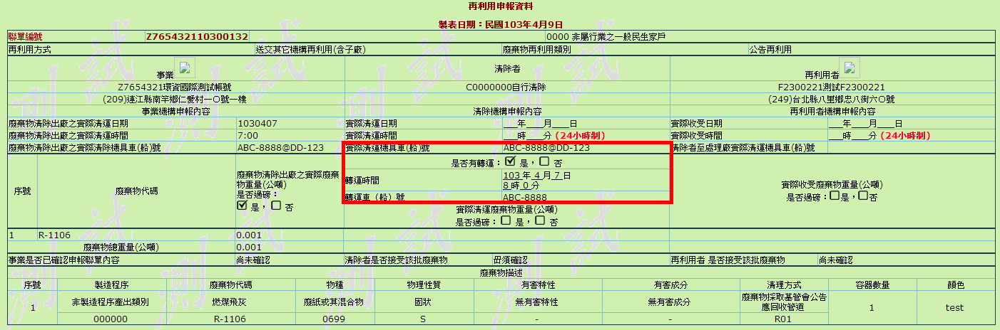 再利用申報資料
製表日期：民國103年4月9日
聯單編號 Z765432110300132 0000 非屬行業之一般民生家戶
再利用方式 送交其它機構再利用(含子廠) 廢棄物再利用類別 公告再利用
事業 清除者 再利用者
Z7654321環資國際測試帳號 C0000000自行清除 F2300221測試F2300221
(209)連江縣南竿鄉仁愛村一○號一樓 (249)台北縣八里鄉忠八街六○號
事業機構申報內容 清除機構申報內容 再利用者機構申報內容
廢棄物清除出廠之實際清運日期 1030407 實際清運日期 ___年____月____日 實際收受日期 ___年____月____日
廢棄物清除出廠之實際清運時間 7:00 實際清運時間 ___時____分 (24小時制) 實際收受時間 ___時____分 (24小時制)
廢棄物清除出廠之實際清除機具車(船)號 ABC-8888@DD-123 實際清運機具車(船)號 ABC-8888@DD-123 清除者至處理廠實際清運機具車(船)號
序號 廢棄物代碼
廢棄物清除出廠之實際廢棄
物重量(公噸)
是否過磅：
是， 否
是否有轉運： 是， 否
轉運時間
103 年 4 月 7 日
8 時 0 分
轉運車（船）號 ABC-8888
實際清運廢棄物重量(公噸)
是否過磅： 是， 否
實際收受廢棄物重量(公噸)
是否過磅：是，否
1 R-1106 0.001
廢棄物總重量(公噸) 0.001
事業是否已確認申報聯單內容 尚未確認 清除者是否接受該批廢棄物 毋須確認 再利用者 是否接受該批廢棄物 尚未確認
廢棄物描述
序號 製造程序 廢棄物代碼 物種 物理性質 有害特性 有害成分 清理方式 容器數量 顏色
1 非製造程序產出類別 燃煤飛灰 廢紙或其混合物 固狀 無有害特性 無有害成分 廢棄物採取基管會公告
應回收管道 1 test
000000 R-1106 0699 S - - R01
測試